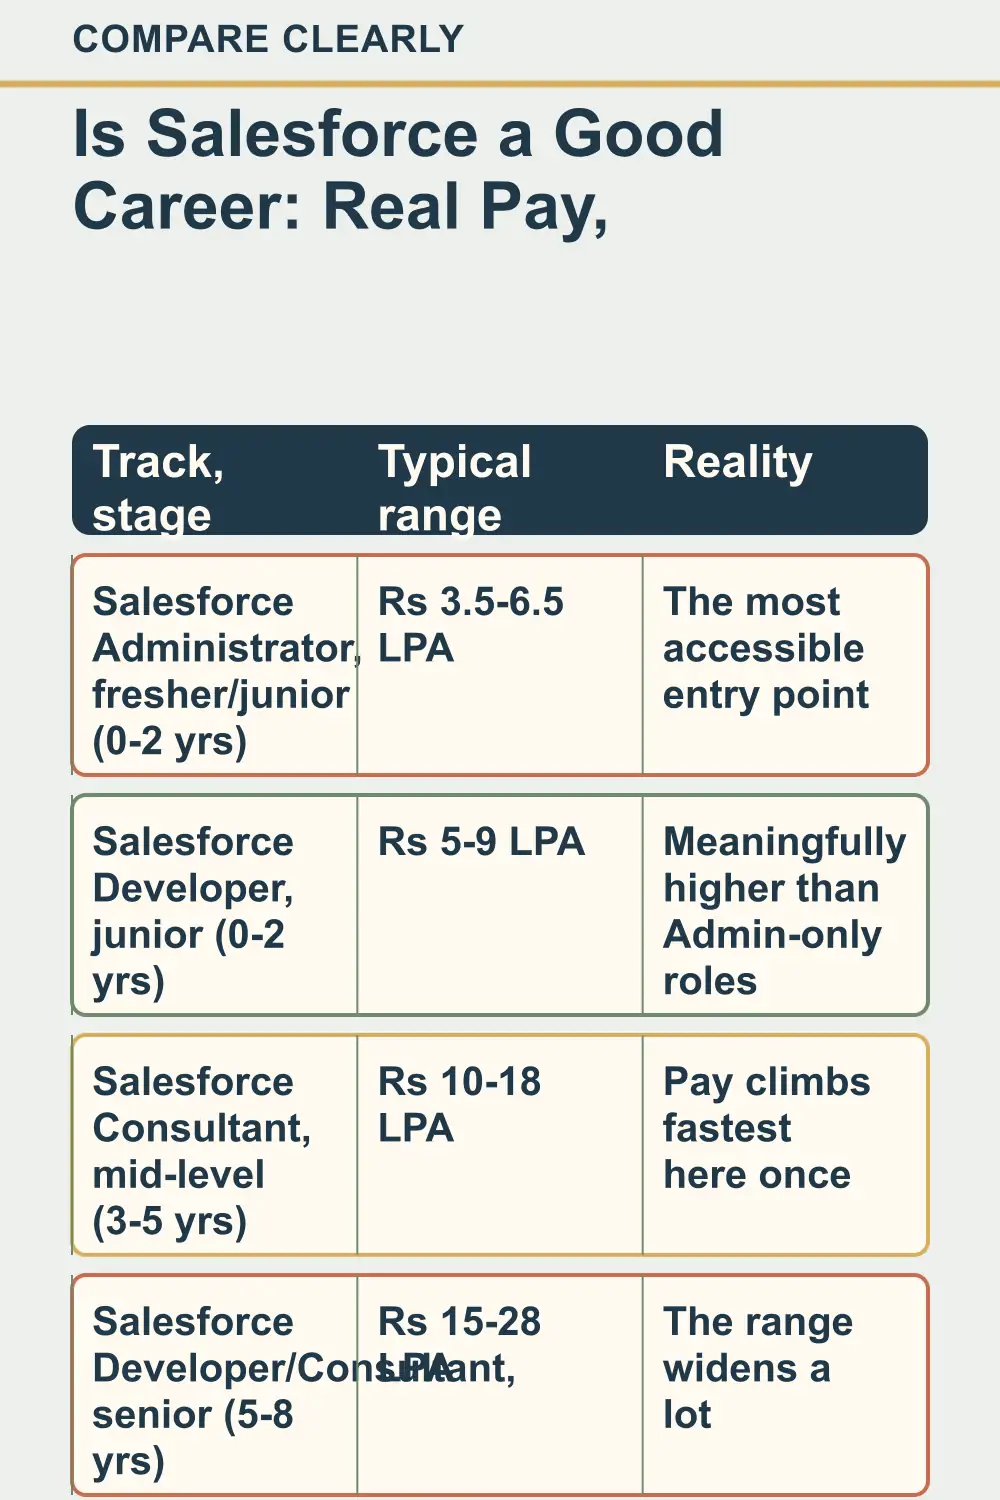 COMPARE CLEARLY
Is Salesforce a Good
Career: Real Pay,
Track,
stage
Typical
range
Reality
Salesforce
Administrator,
fresher/junior
(0-2 yrs)
Rs 3.5-6.5
LPA
The most
accessible
entry point
Salesforce
Developer,
junior (0-2
yrs)
Rs 5-9 LPA
Meaningfully
higher than
Admin-only
roles
Salesforce
Consultant,
mid-level
(3-5 yrs)
Rs 10-18
LPA
Pay climbs
fastest
here once
Salesforce
Developer/Consultant,
senior (5-8
yrs)
Rs 15-28
LPA
The range
widens a
lot